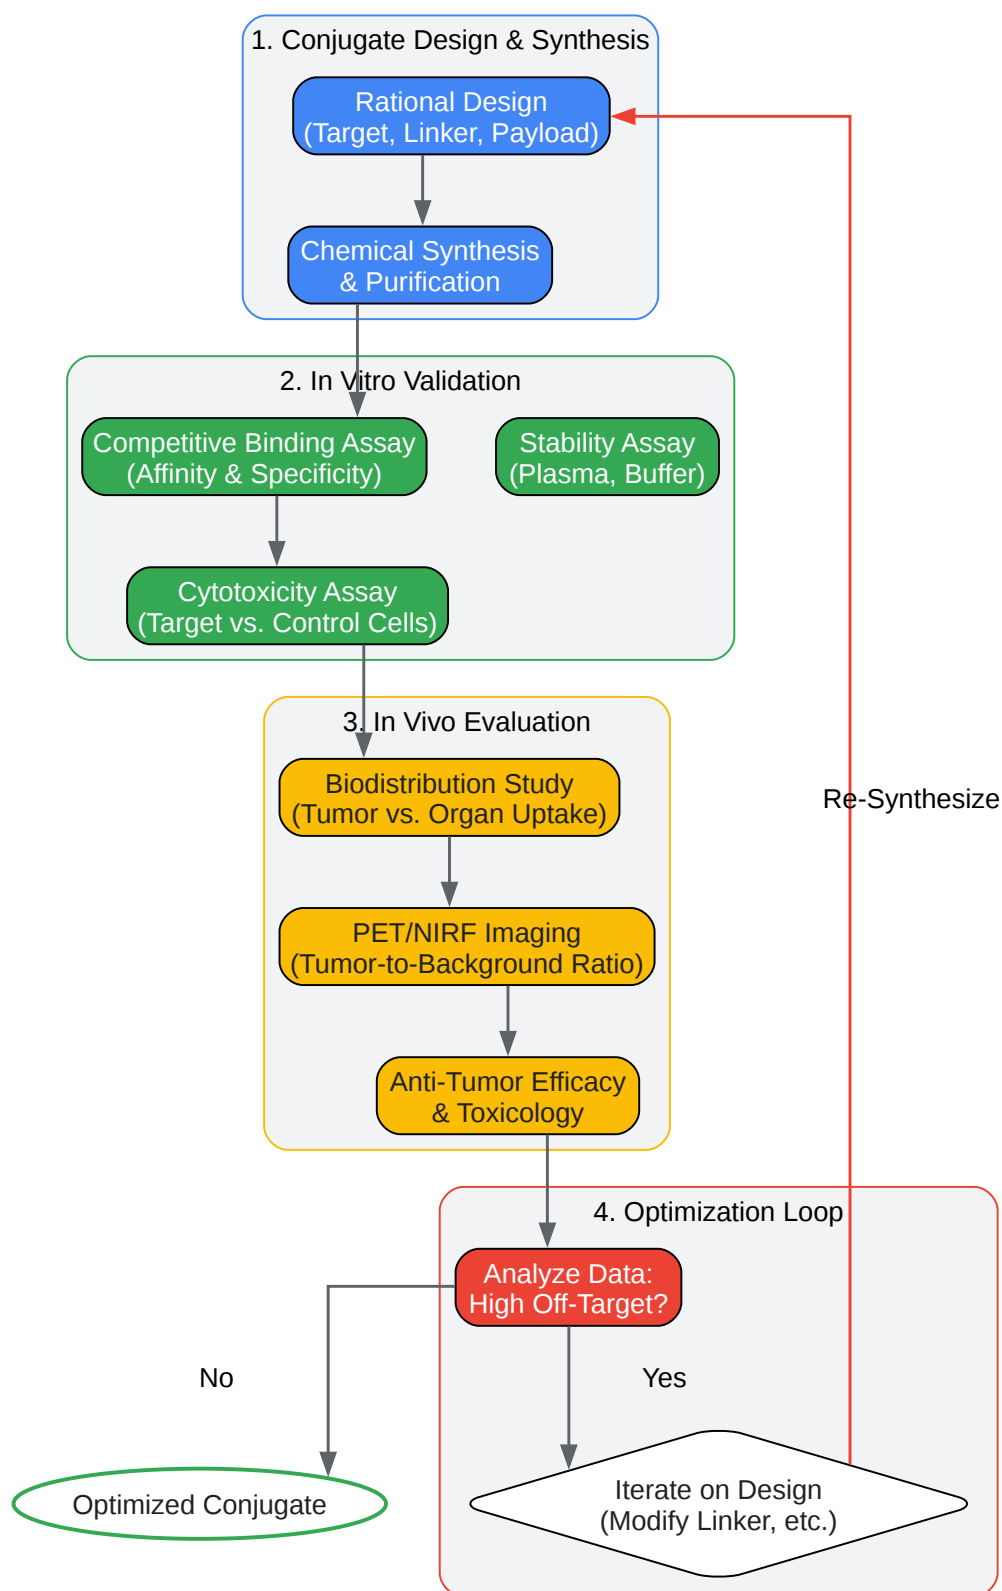 1. Conjugate Design & Synthesis
Rational Design
(Target, Linker, Payload)
Chemical Synthesis
& Purification
2. In Vitro Validation
Competitive Binding Assay
(Affinity & Specificity)
Stability Assay
(Plasma, Buffer)
Cytotoxicity Assay
(Target vs. Control Cells)
3. In Vivo Evaluation
Biodistribution Study
(Tumor vs. Organ Uptake)
Re-Synthesize
PET/NIRF Imaging
(Tumor-to-Background Ratio)
Anti-Tumor Efficacy
& Toxicology
4. Optimization Loop
Analyze Data:
High Off-Target?
No
Yes
Optimized Conjugate
Iterate on Design
(Modify Linker, etc.)